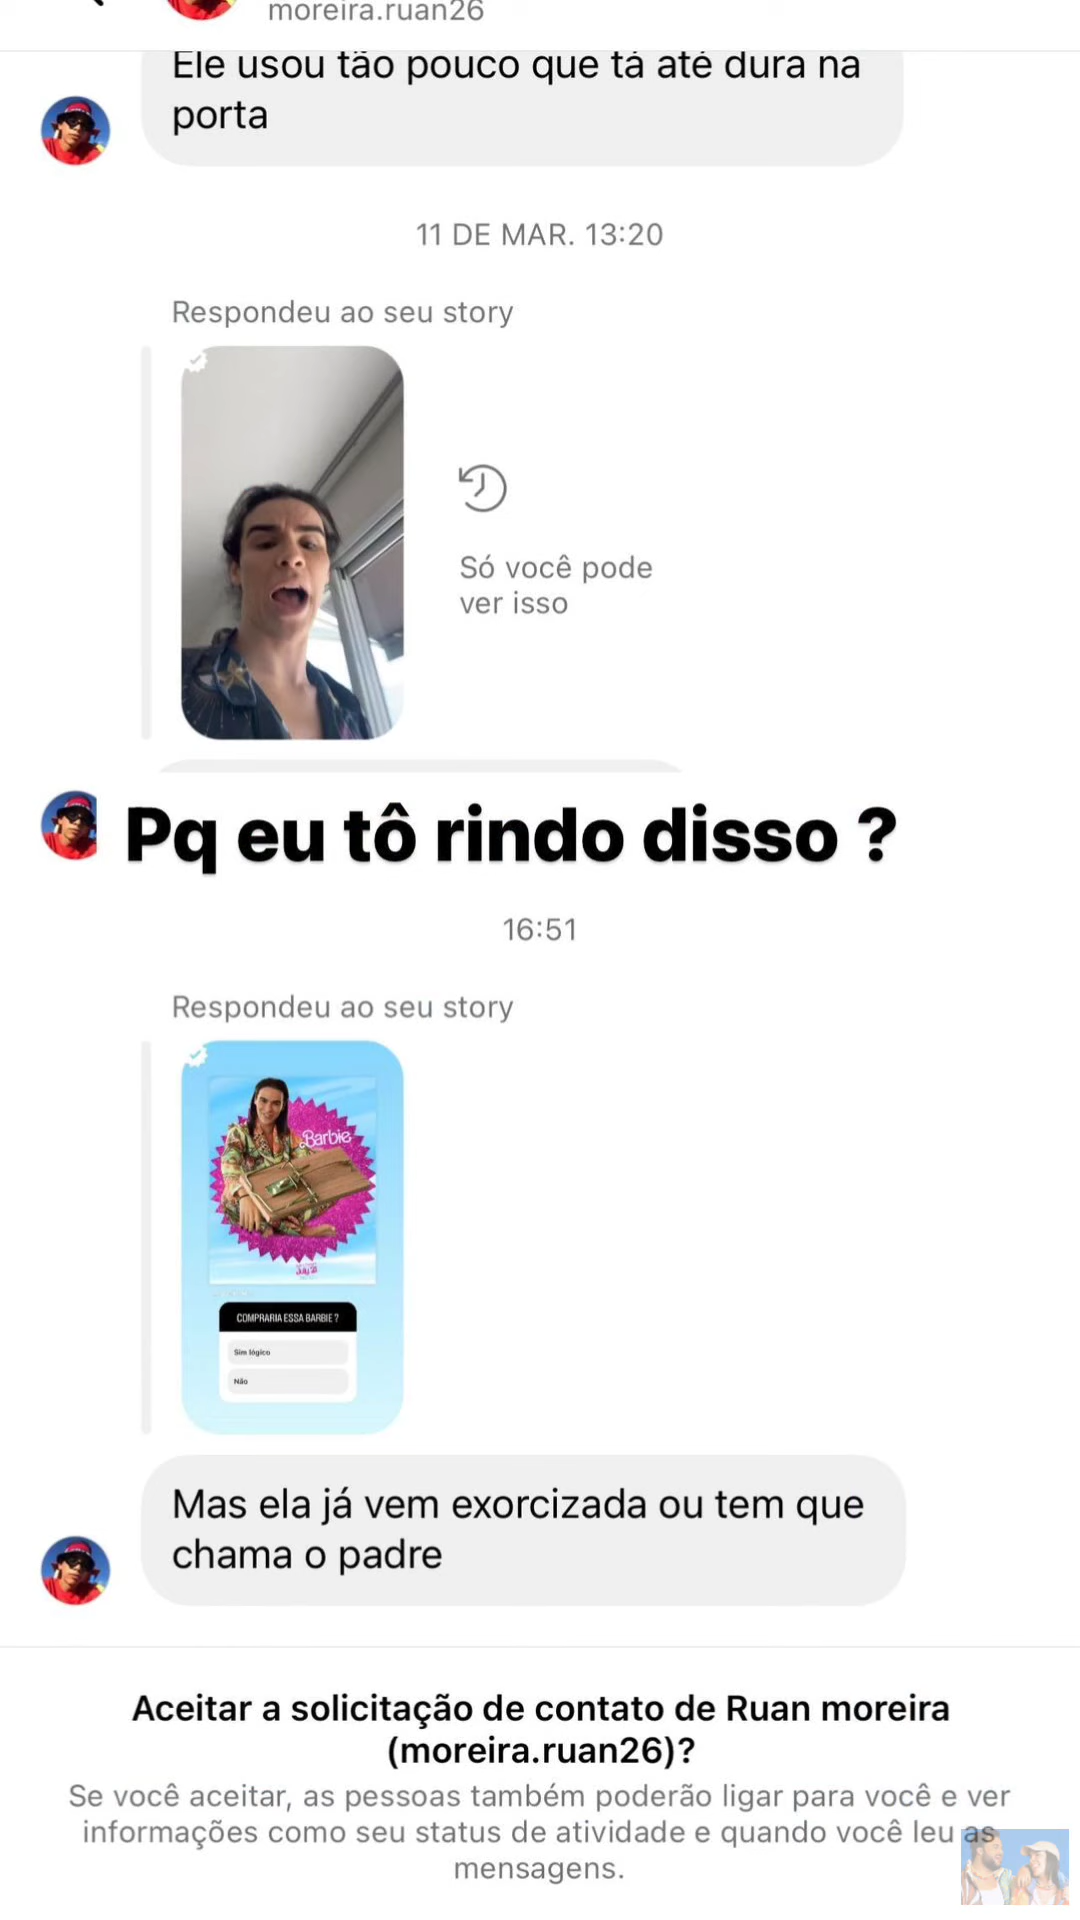 moreira.ruan26
Ele usou tão pouco que tá até dura na
porta
11 DE MAR. 13:20
Respondeu ao seu story
Só você pode
ver isso
Pq eu tô rindo disso ?
16:51
Respondeu ao seu story
Barbie
July 21
COMPRARIA ESSA BARBIE ?
Sim lógico
Não
Mas ela já vem exorcizada ou tem que
chama o padre
Aceitar a solicitação de contato de Ruan moreira
(moreira.ruan26)?
Se você aceitar, as pessoas também poderão ligar para você e ver
informações como seu status de atividade e quando você leu as
mensagens.